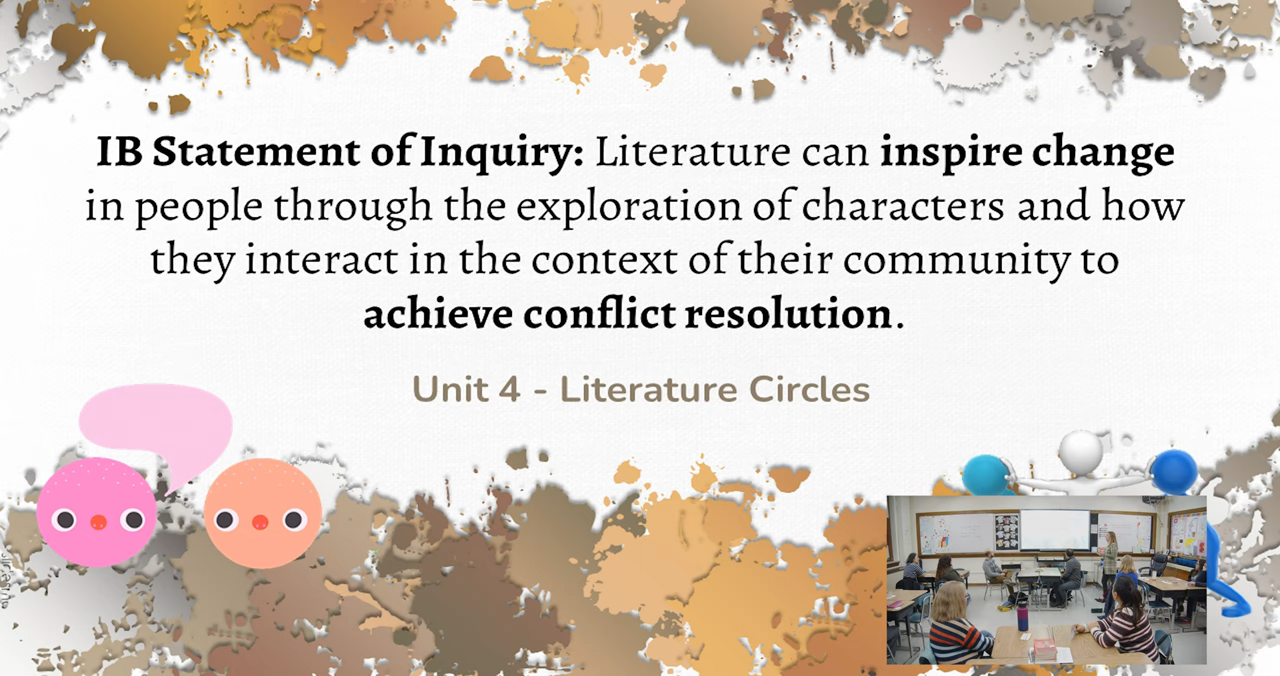 IB Statement of Inquiry: Literature can inspire change
in people through the exploration of characters and how
they interact in the context of their community to
achieve conflict resolution.
Unit 4 - Literature Circles